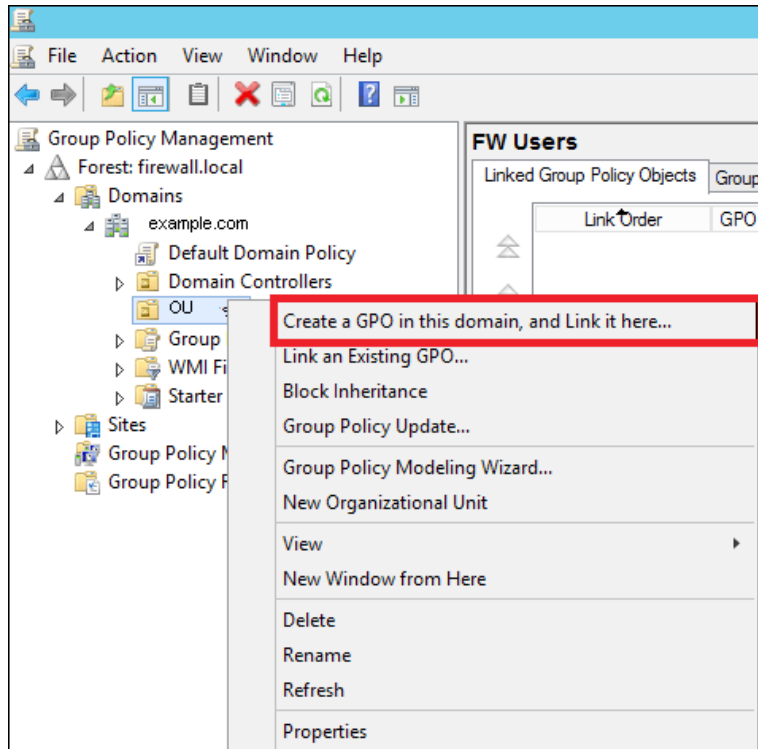 File Action View Window Help
Group Policy Management
Forest: firewall.local
Domains
example.com
Default Domain Policy
Domain Controllers
OU
Group
WMI Fi
Starter
Sites
Group Policy
Group Policy
FW Users
Linked Group Policy Objects Group
Link Order GPO
Create a GPO in this domain, and Link it here...
Link an Existing GPO...
Block Inheritance
Group Policy Update...
Group Policy Modeling Wizard...
New Organizational Unit
View
New Window from Here
Delete
Rename
Refresh
Properties